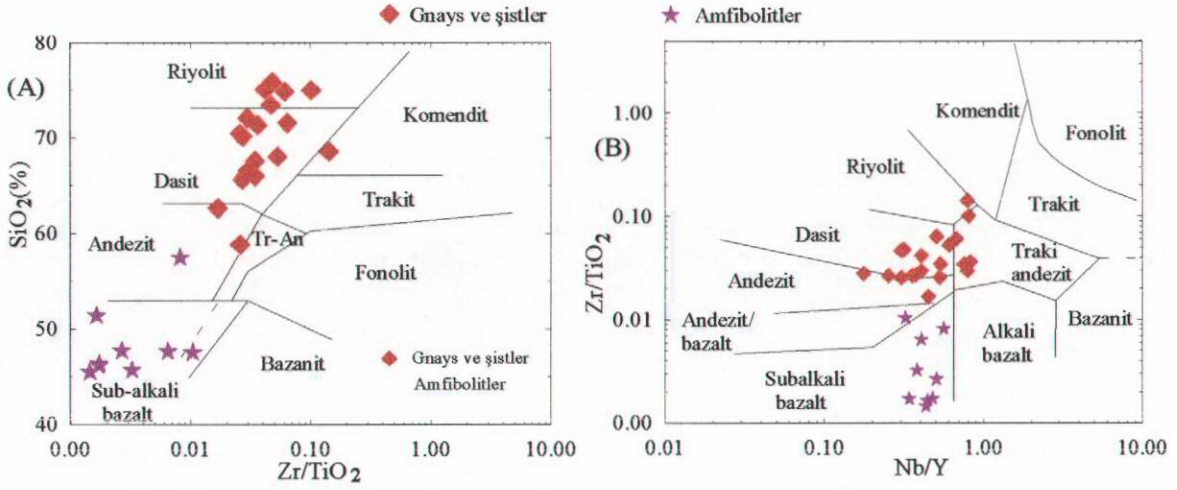 Gnays ve şistler
Amfibolitler
(A)
SiO2(%)
80
70
60
50
40
Riyolit
Komendit
Dasit
Trakit
Andezit
Tr-An
Fonolit
Bazanit
Gnays ve şistler
Amfibolitler
Sub-alkali
bazalt
0.00
0.01
0.10
1.00
10.00
Zr/TiO2
(B)
Zr/TiO2
1.00
0.10
0.01
0.00
Komendit
Fonolit
Riyolit
Trakit
Dasit
Traki
andezit
Andezit
Andezit/
bazalt
Alkali
bazalt
Bazanit
Subalkali
bazalt
0.01
0.10
1.00
10.00
Nb/Y